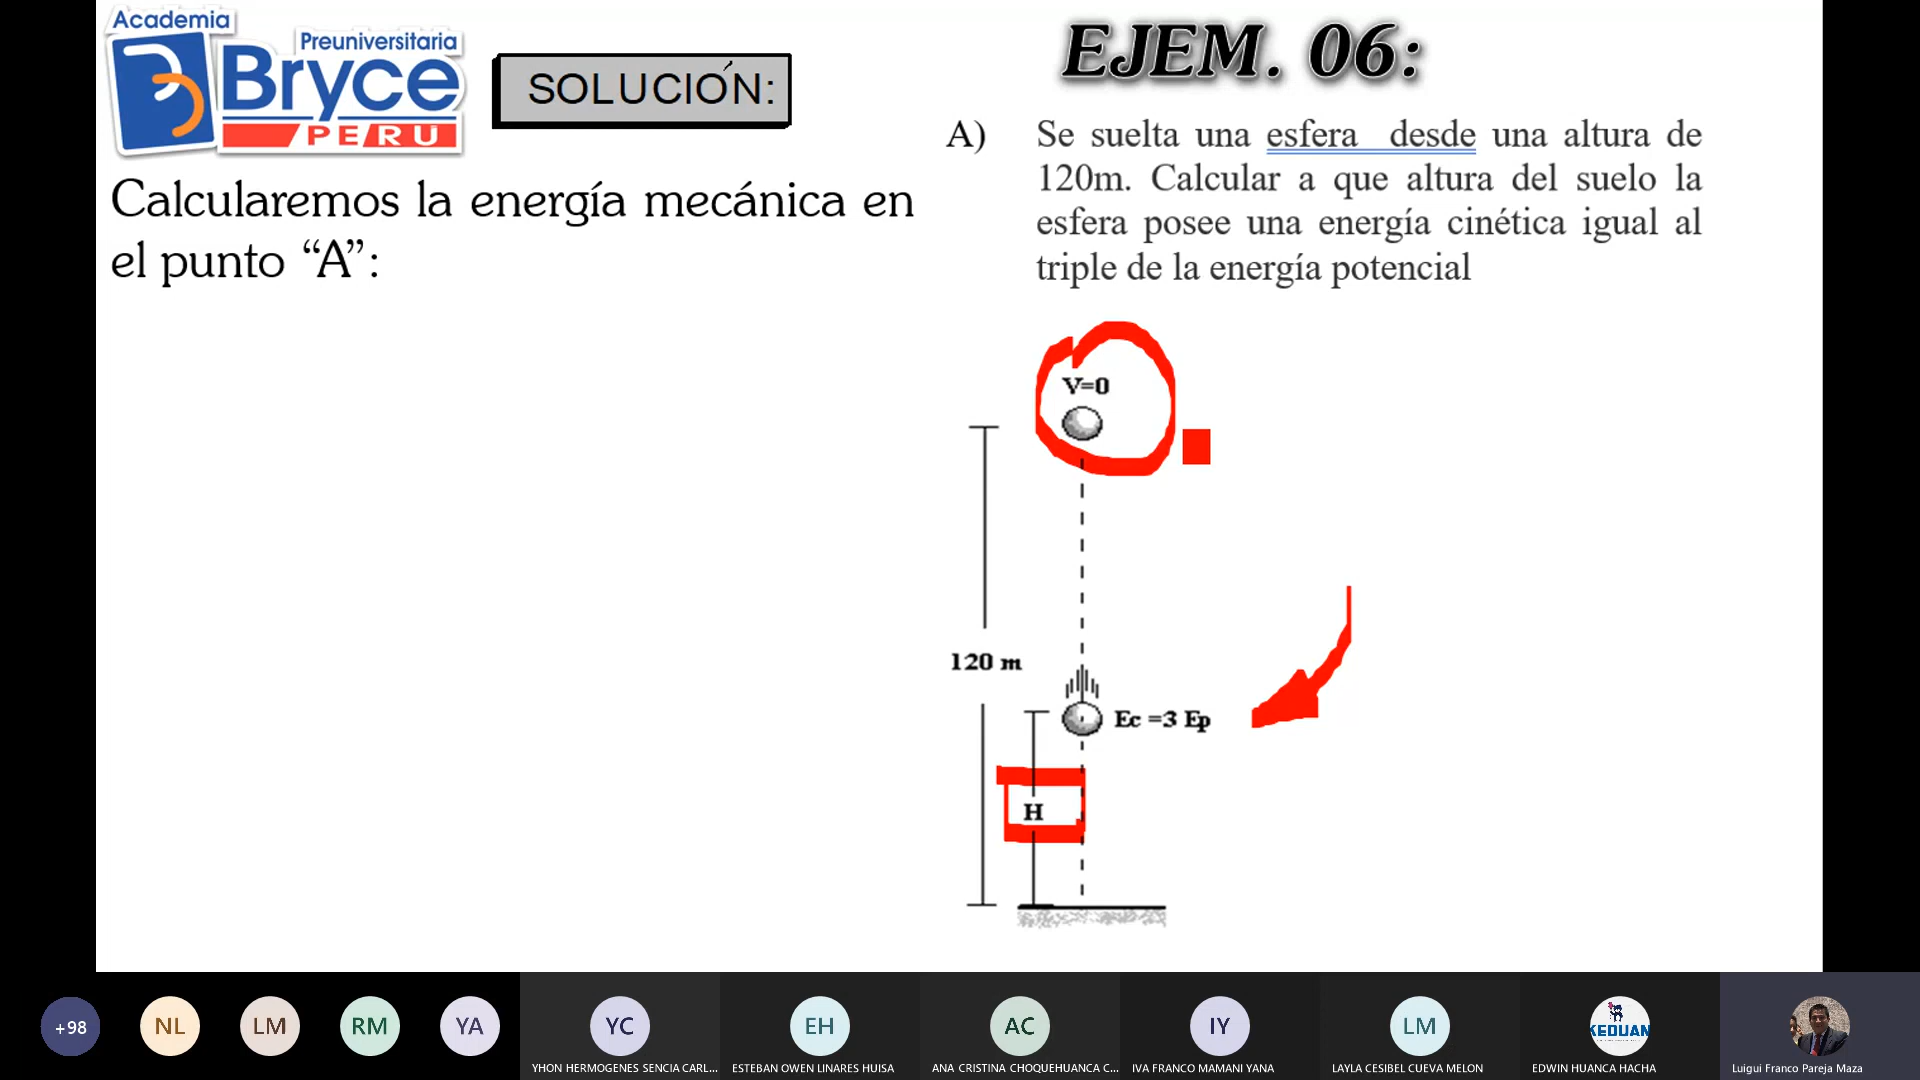 Academia
Preuniversitaria
Bryce
PERU
SOLUCIÓN:
Calcularemos la energía mecánica en
el punto “A”:
EJEM. 06:
A) Se suelta una esfera desde una altura de
120m. Calcular a que altura del suelo la
esfera posee una energía cinética igual al
triple de la energía potencial
V=0
120 m
Ec =3 Ep
H
+98
NL
LM
RM
YA
YC
EH
AC
IY
LM
KEDUAN
YHON HERMOGENES SENCIA CARL...
ESTEBAN OWEN LINARES HUISA
ANA CRISTINA CHOQUEHUANCA C...
IVA FRANCO MAMANI YANA
LAYLA CESIBEL CUEVA MELON
EDWIN HUANCA HACHA
Luigui Franco Pareja Maza